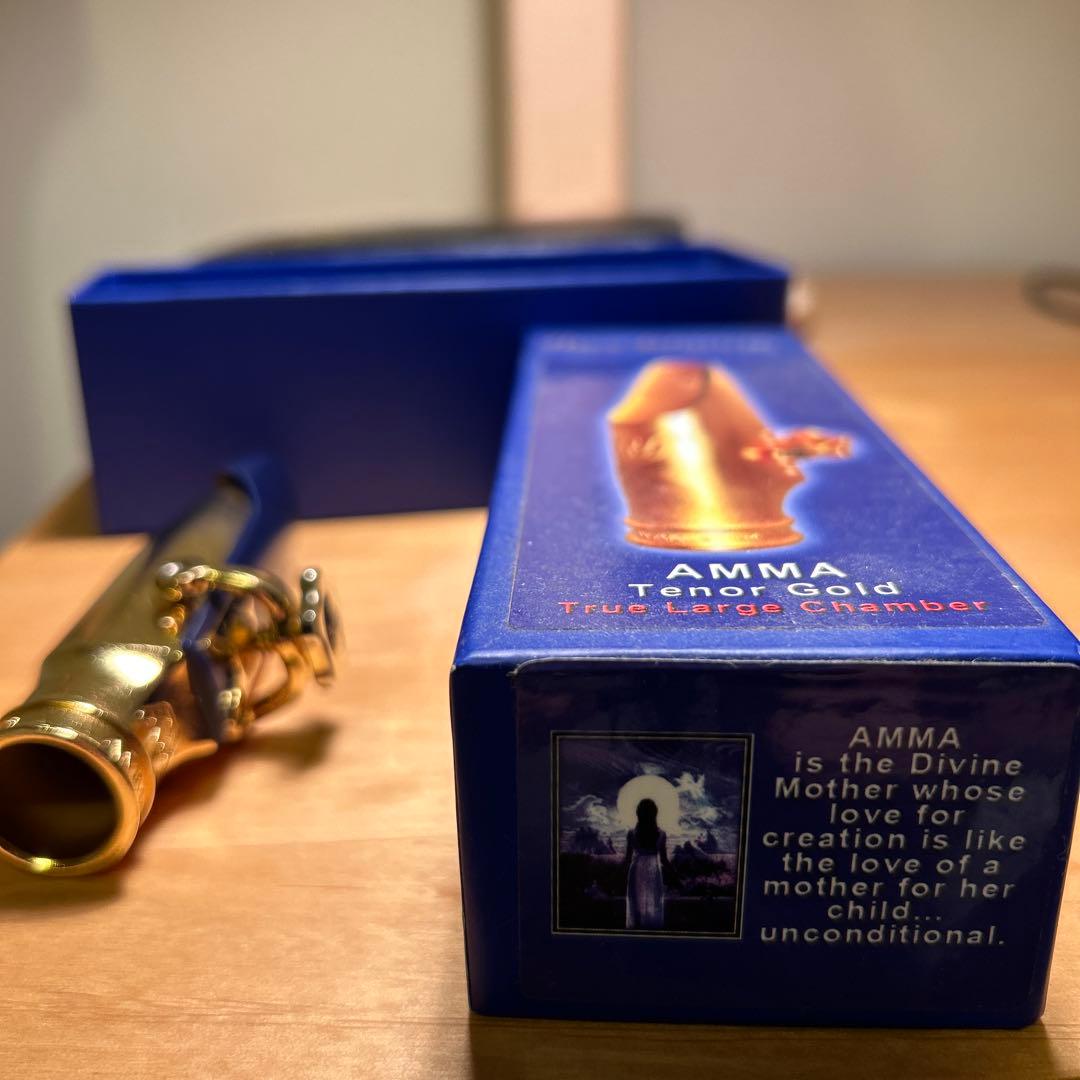 AMMA
Tenor Gold
True Large Chamber
AMMA
is the Divine
Mother whose
love for
creation is like
the love of a
mother for her
child...
unconditional.